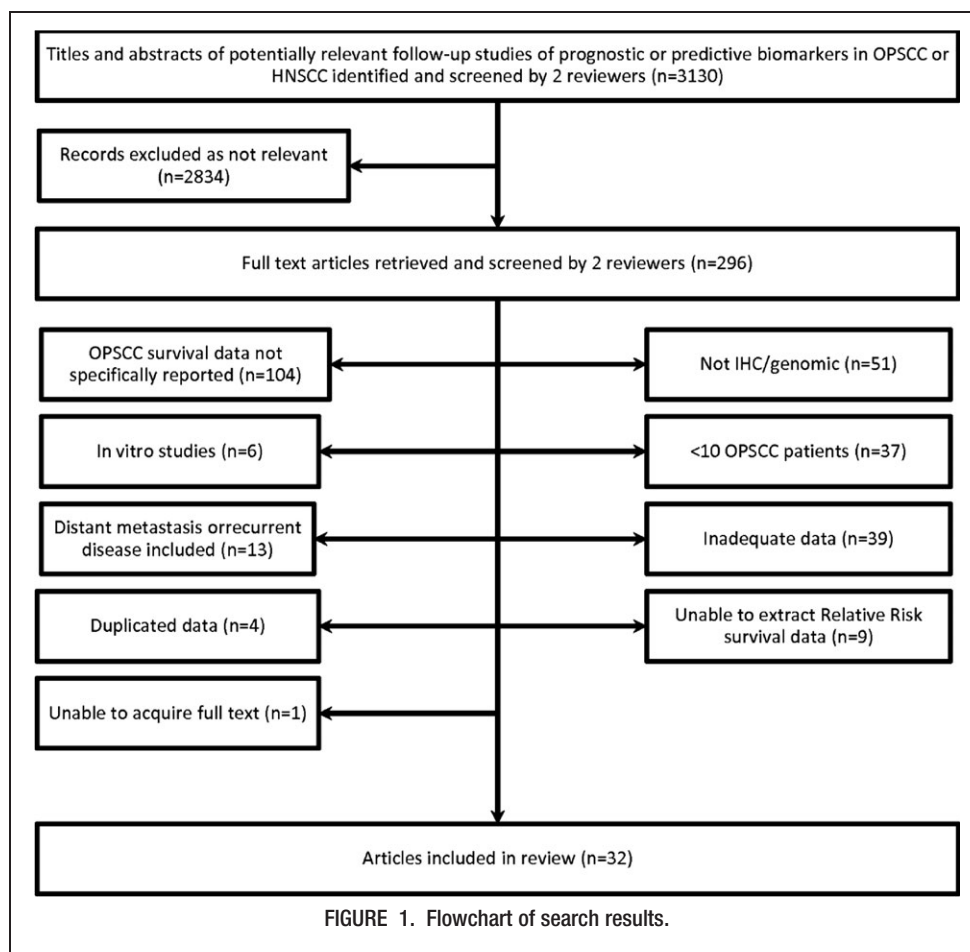 Titles and abstracts of potentially relevant follow-up studies of prognostic or predictive biomarkers in OPSCC or
HNSCC identified and screened by 2 reviewers (n=3130)
Records excluded as not relevant
(n=2834)
Full text articles retrieved and screened by 2 reviewers (n=296)
OPSCC survival data not
specifically reported (n=104)
Not IHC/genomic (n=51)
In vitro studies (n=6)
<10 OPSCC patients (n=37)
Distant metastasis orrecurrent
disease included (n=13)
Inadequate data (n=39)
Duplicated data (n=4)
Unable to extract Relative Risk
survival data (n=9)
Unable to acquire full text (n=1)
Articles included in review (n=32)
FIGURE 1. Flowchart of search results.